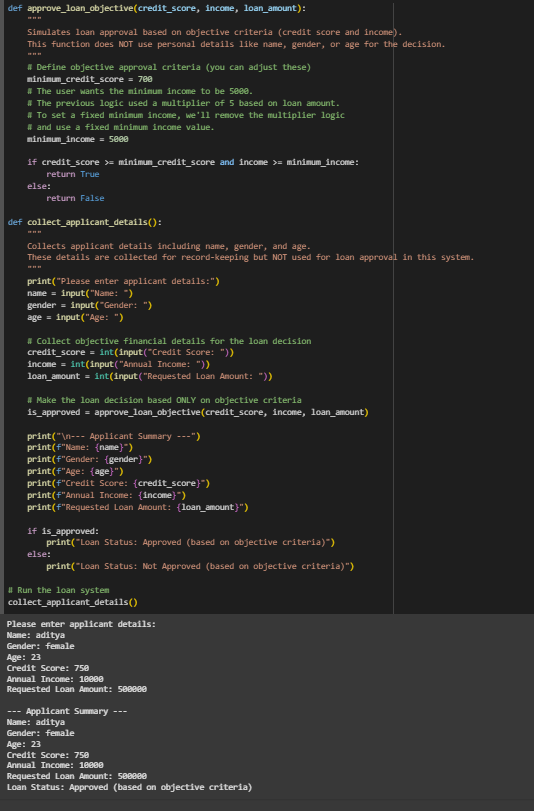 def approve_loan_objective(credit_score, income, loan_amount):
    """
    Simulates loan approval based on objective criteria (credit score and income).
    This function does NOT use personal details like name, gender, or age for the decision.
    """
    # Define objective approval criteria (you can adjust these)
    minimum_credit_score = 700
    # The user wants the minimum income to be 5000.
    # The previous logic used a multiplier of 5 based on loan amount.
    # To set a fixed minimum income, we'll remove the multiplier logic
    # and use a fixed minimum income value.
    minimum_income = 5000

    if credit_score >= minimum_credit_score and income >= minimum_income:
        return True
    else:
        return False

def collect_applicant_details():
    """
    Collects applicant details including name, gender, and age.
    These details are collected for record-keeping but NOT used for loan approval in this system.
    """
    print("Please enter applicant details:")
    name = input("Name: ")
    gender = input("Gender: ")
    age = input("Age: ")

    # Collect objective financial details for the loan decision
    credit_score = int(input("Credit Score: "))
    income = int(input("Annual Income: "))
    loan_amount = int(input("Requested Loan Amount: "))

    # Make the loan decision based ONLY on objective criteria
    is_approved = approve_loan_objective(credit_score, income, loan_amount)

    print("\n--- Applicant Summary ---")
    print(f"Name: {name}")
    print(f"Gender: {gender}")
    print(f"Age: {age}")
    print(f"Credit Score: {credit_score}")
    print(f"Annual Income: {income}")
    print(f"Requested Loan Amount: {loan_amount}")

    if is_approved:
        print("Loan Status: Approved (based on objective criteria)")
    else:
        print("Loan Status: Not Approved (based on objective criteria)")

# Run the loan system
collect_applicant_details()
Please enter applicant details:
Name: aditya
Gender: female
Age: 23
Credit Score: 750
Annual Income: 10000
Requested Loan Amount: 500000

--- Applicant Summary ---
Name: aditya
Gender: female
Age: 23
Credit Score: 750
Annual Income: 10000
Requested Loan Amount: 500000
Loan Status: Approved (based on objective criteria)